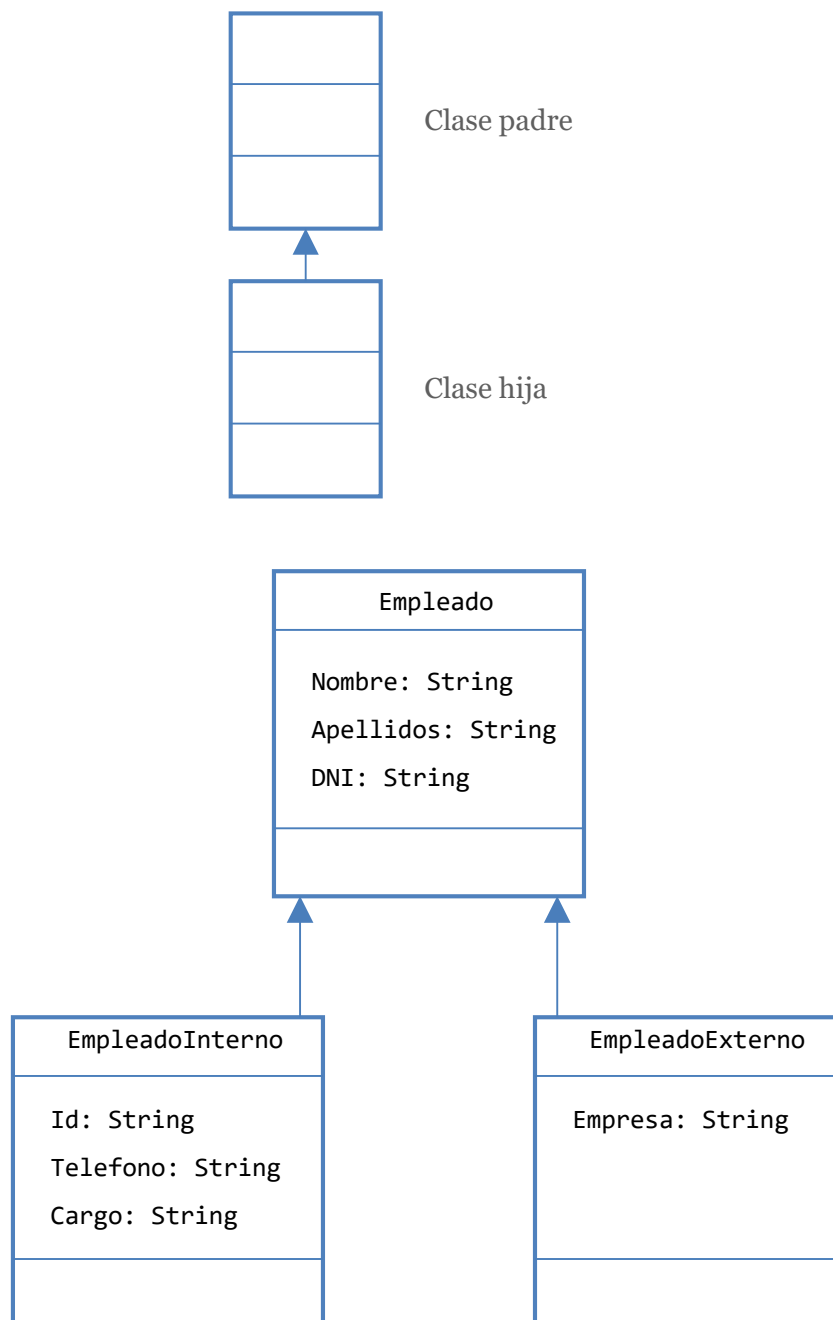 Clase padre
Clase hija
Empleado
Nombre: String
Apellidos: String
DNI: String
EmpleadoInterno
Id: String
Telefono: String
Cargo: String
EmpleadoExterno
Empresa: String